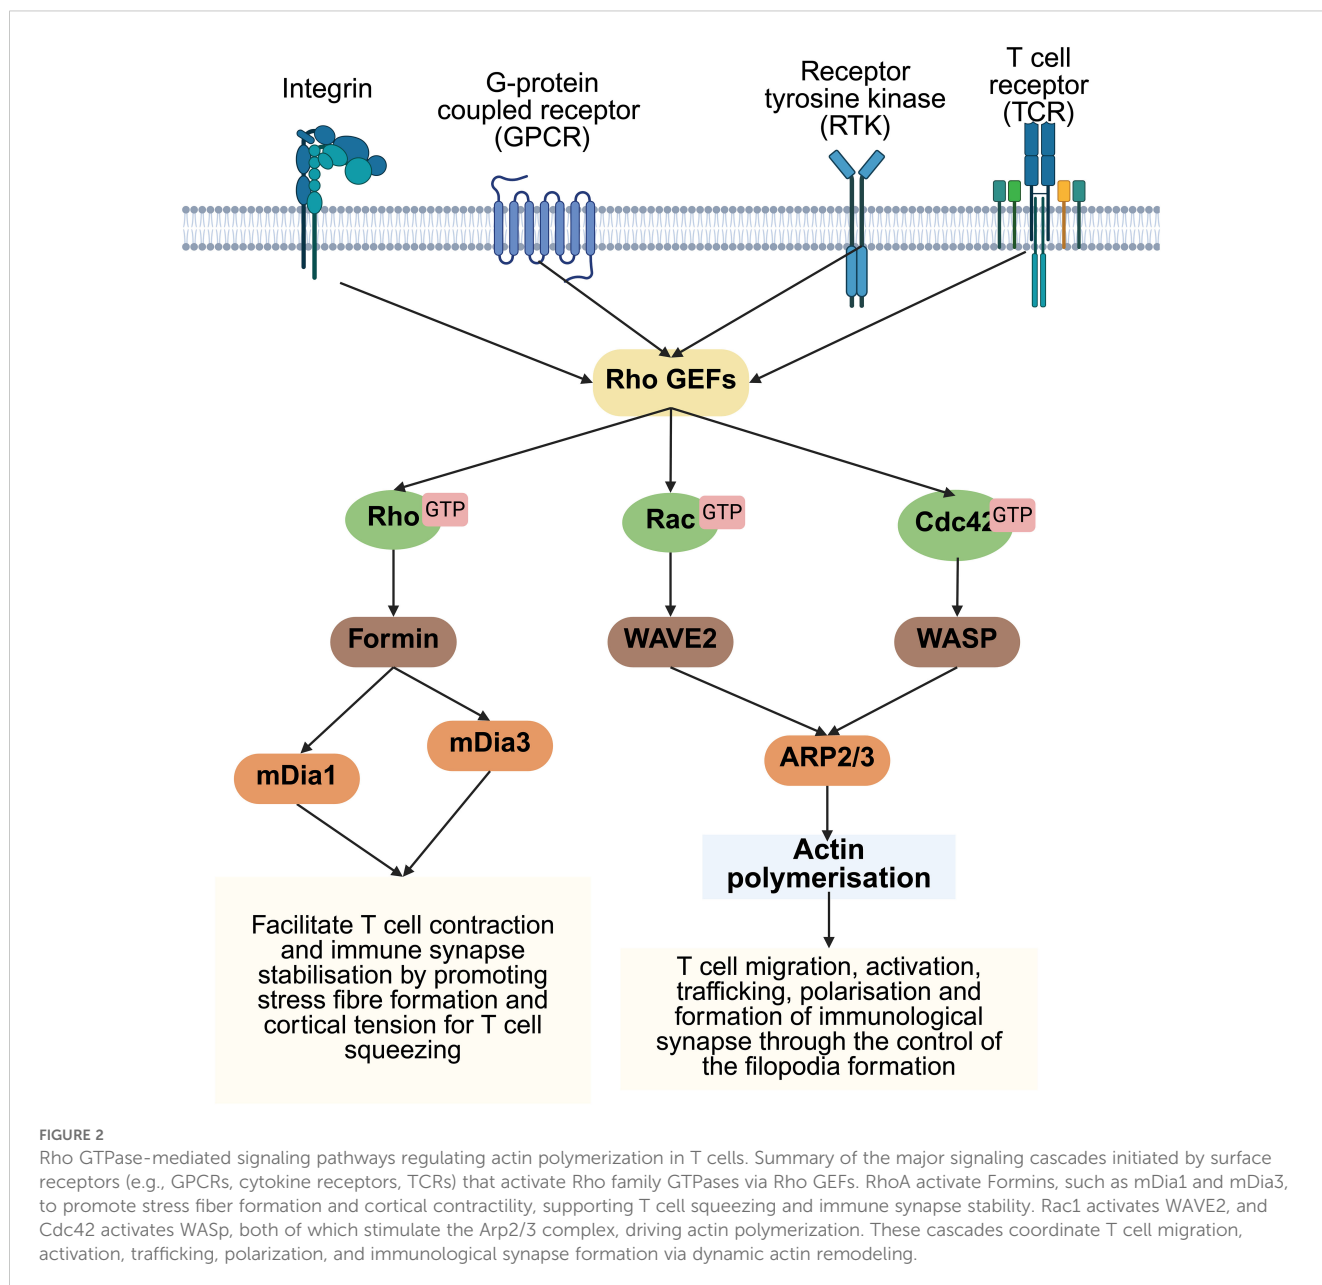 Integrin
G-protein
coupled receptor
(GPCR)
Receptor
tyrosine kinase
(RTK)
T cell
receptor
(TCR)
Rho GEFs
Rho
GTP
Rac
GTP
Cdc42
GTP
Formin
WAVE2
WASP
mDia1
mDia3
ARP2/3
Actin
polymerisation
Facilitate T cell contraction
and immune synapse
stabilisation by promoting
stress fibre formation and
cortical tension for T cell
squeezing
T cell migration, activation,
trafficking, polarisation and
formation of immunological
synapse through the control of
the filopodia formation
FIGURE 2
Rho GTPase-mediated signaling pathways regulating actin polymerization in T cells. Summary of the major signaling cascades initiated by surface
receptors (e.g., GPCRs, cytokine receptors, TCRs) that activate Rho family GTPases via Rho GEFs. RhoA activate Formins, such as mDia1 and mDia3,
to promote stress fiber formation and cortical contractility, supporting T cell squeezing and immune synapse stability. Rac1 activates WAVE2, and
Cdc42 activates WASp, both of which stimulate the Arp2/3 complex, driving actin polymerization. These cascades coordinate T cell migration,
activation, trafficking, polarization, and immunological synapse formation via dynamic actin remodeling.